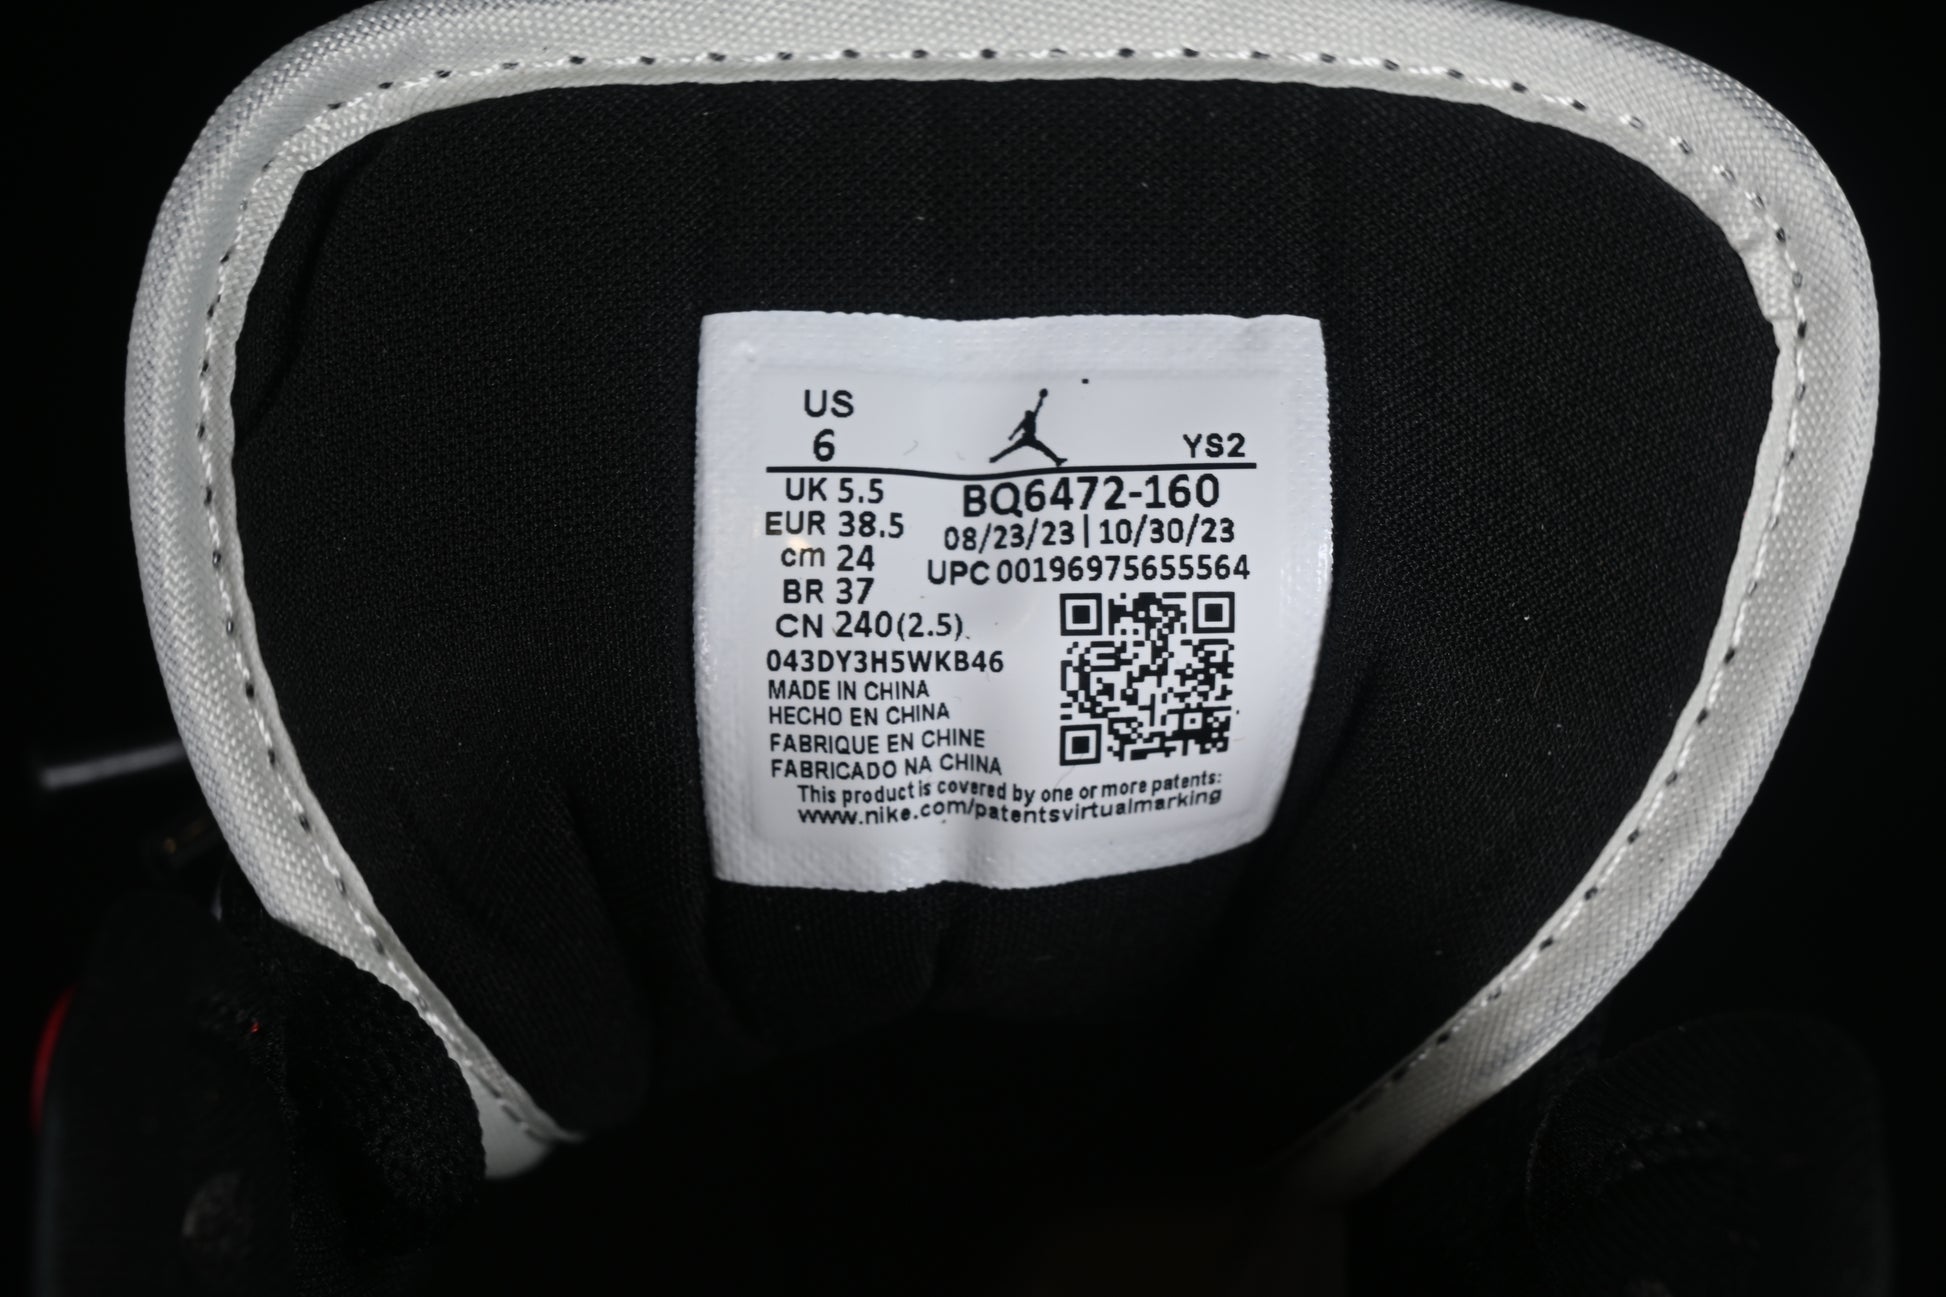 US
6
YS2
UK 5.5
EUR 38.5
cm 24
BR 37
CN 240(2.5)
BQ6472-160
08/23/23|10/30/23
UPC00196975655564
043DY3H5WKB46
MADE IN CHINA
HECHO EN CHINA
FABRIQUE EN CHINE
FABRICADO NA CHINA
This product is covered by one or more patents:
www.nike.com/patentsvirtualmarking